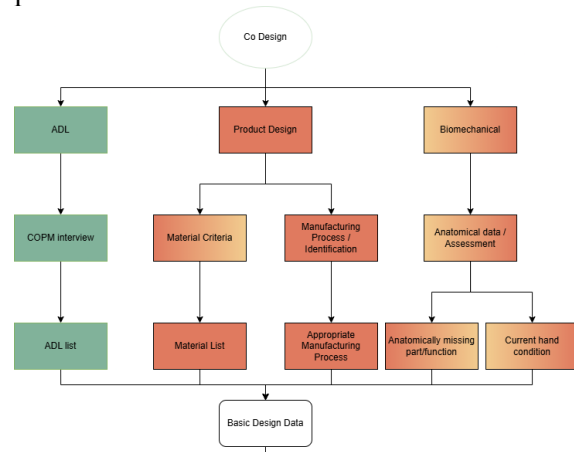 Co Design
ADL
Product Design
Biomechanical
COPM interview
Material Criteria
Manufacturing
Process /
Identification
Anatomical data /
Assessment
ADL list
Material List
Appropriate
Manufacturing
Process
Anatomically missing
part/function
Current hand
condition
Basic Design Data